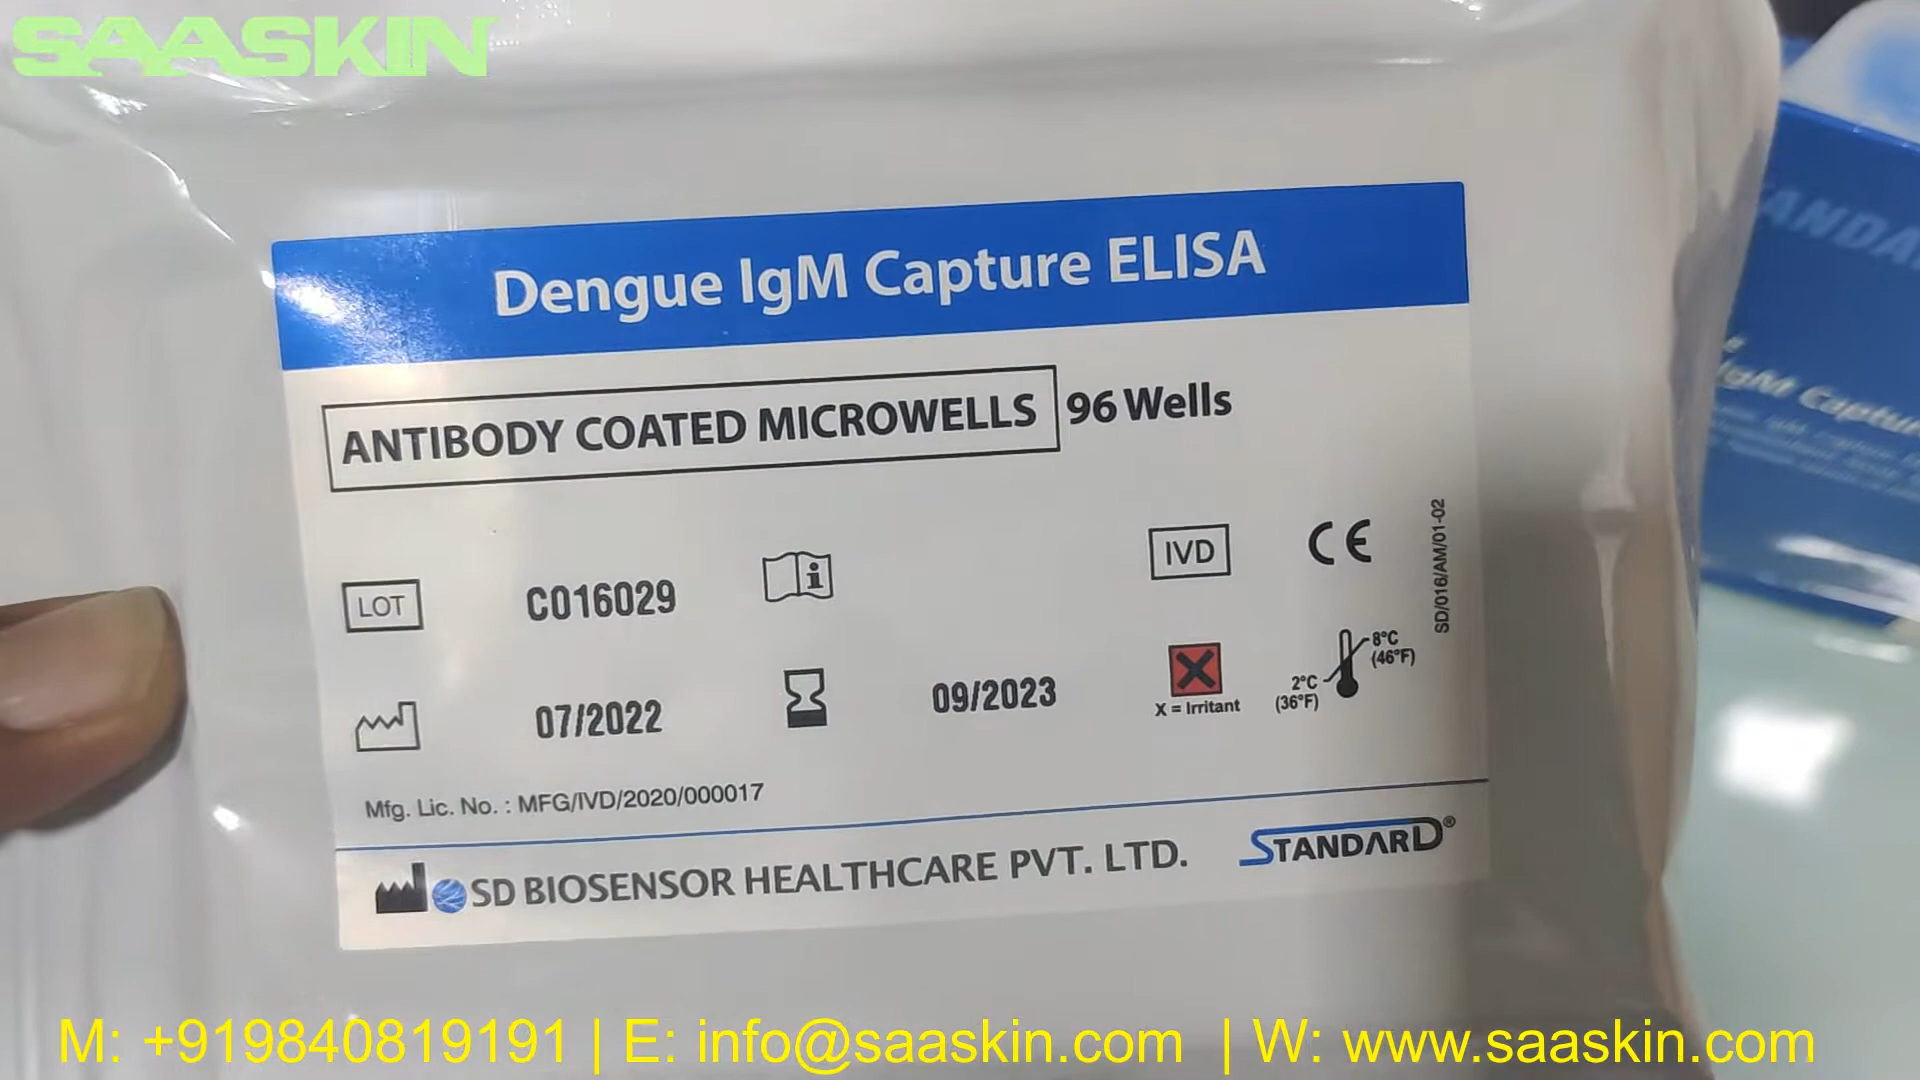 SAASKIN
Dengue IgM Capture ELISA
ANTIBODY COATED MICROWELLS 96 Wells
LOT C016029
IVD CE
07/2022
09/2023
X = Irritant
8°C
(46°F)
2°C
(36°F)
SD/016/AM/01-02
Mfg. Lic. No. : MFG/IVD/2020/000017
SD BIOSENSOR HEALTHCARE PVT. LTD. STANDARD®
IgM Captur
M: +919840819191 | E: info@saaskin.com | W: www.saaskin.com